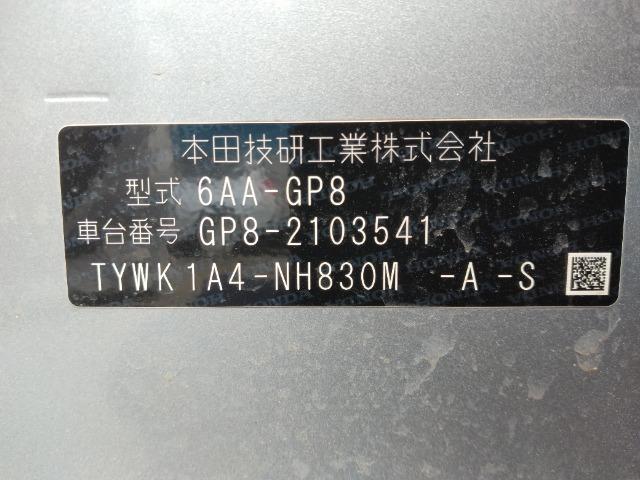 本田技研工業株式会社
型式 6AA-GP8
車台番号 GP8-2103541
TYWK1A4-NH830M -A -S